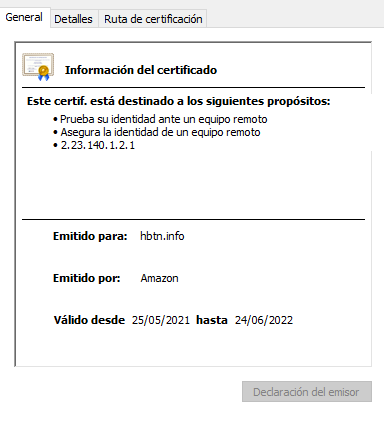 General Detalles Ruta de certificación
Información del certificado
Este certif. está destinado a los siguientes propósitos:
• Prueba su identidad ante un equipo remoto
• Asegura la identidad de un equipo remoto
• 2.23.140.1.2.1
Emitido para: hbtn.info
Emitido por: Amazon
Válido desde 25/05/2021 hasta 24/06/2022
Declaración del emisor